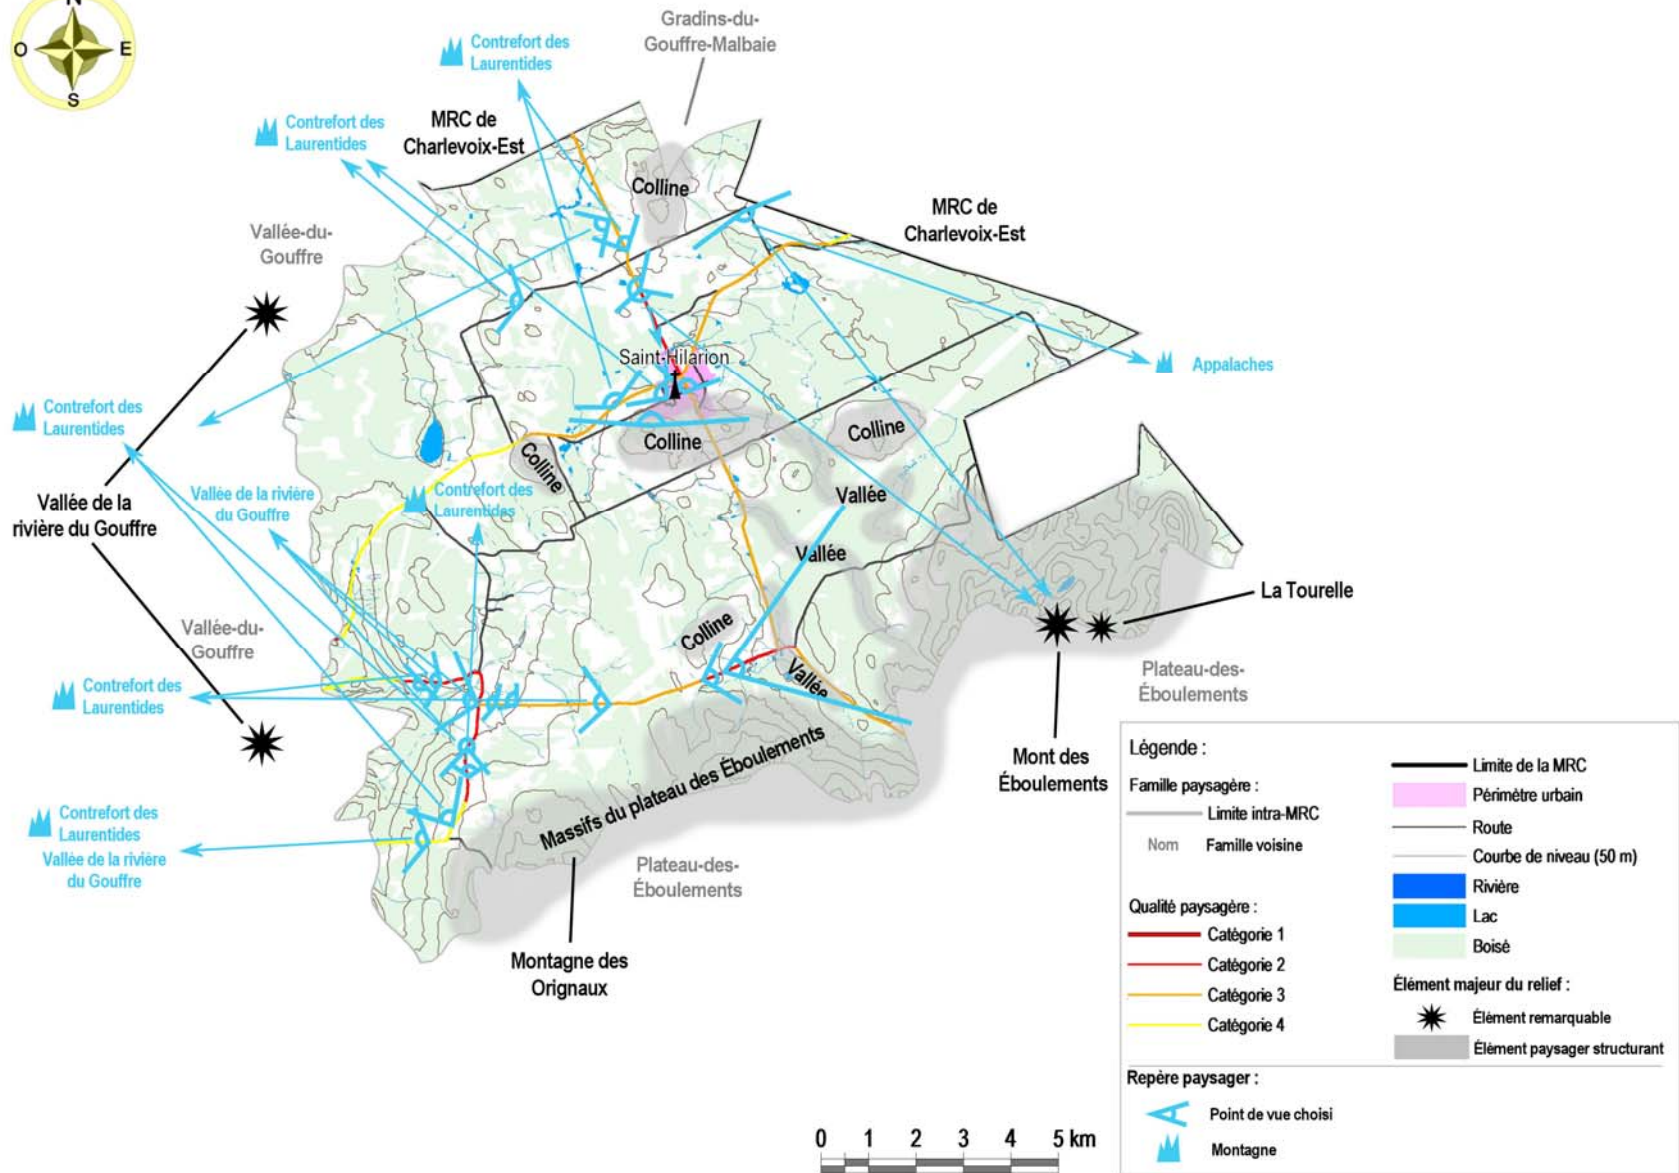 N
O
E
S
Gradins-du-
Gouffre-Malbaie
Contrefort des
Laurentides
Contrefort des
Laurentides
MRC de
Charlevoix-Est
Colline
MRC de
Charlevoix-Est
Vallée-du-
Gouffre
Saint-Hilarion
Appalaches
Contrefort des
Laurentides
Colline
Colline
Colline
Vallée de la
rivière du Gouffre
Vallée de la rivière
du Gouffre
Contrefort des
Laurentides
Vallée
Vallée
La Tourelle
Vallée-du-
Gouffre
Colline
Vallée
Plateau-des-
Éboulements
Contrefort des
Laurentides
Mont des
Éboulements
Massifs du plateau des Éboulements
Contrefort des
Laurentides
Vallée de la rivière
du Gouffre
Plateau-des-
Éboulements
Montagne des
Orignaux
Légende :
Famille paysagère :
Limite intra-MRC
Nom Famille voisine
Qualité paysagère :
Catégorie 1
Catégorie 2
Catégorie 3
Catégorie 4
Limite de la MRC
Périmètre urbain
Route
Courbe de niveau (50 m)
Rivière
Lac
Boisé
Élément majeur du relief :
Élément remarquable
Élément paysager structurant
Repère paysager :
Point de vue choisi
Montagne
0 1 2 3 4 5 km